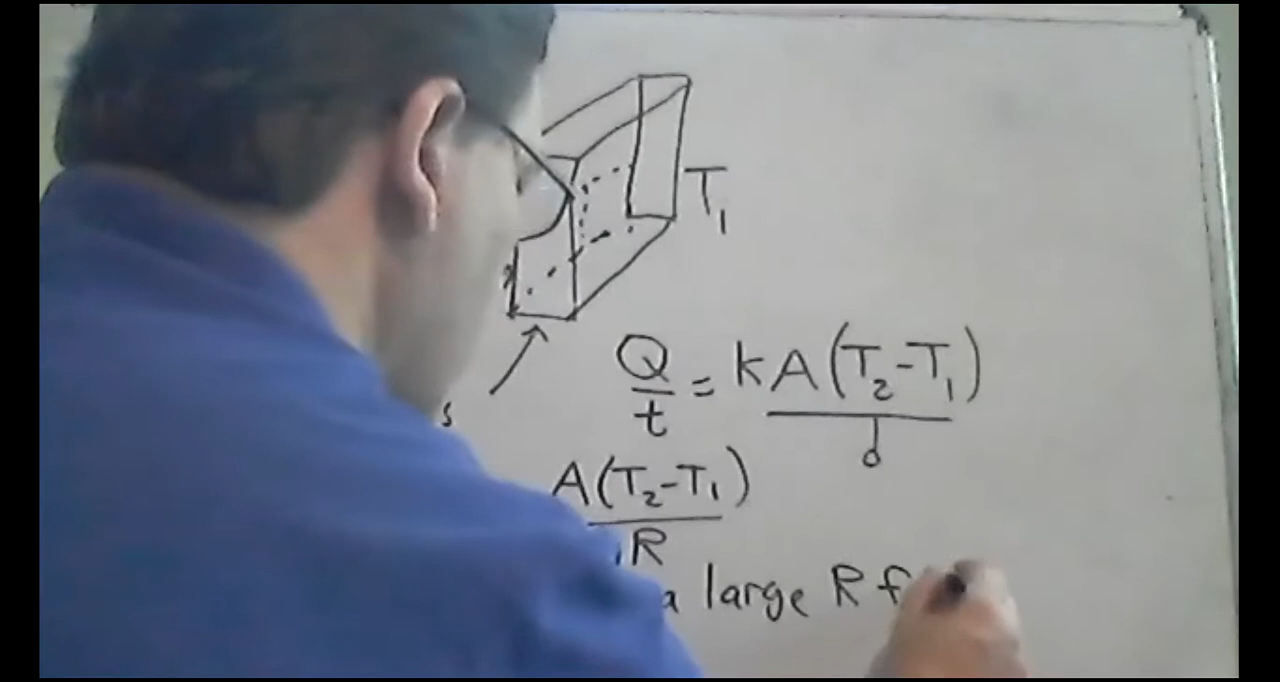 T₁
Q/t = kA(T₂-T₁)/d
A(T₂-T₁)/R
a large R f